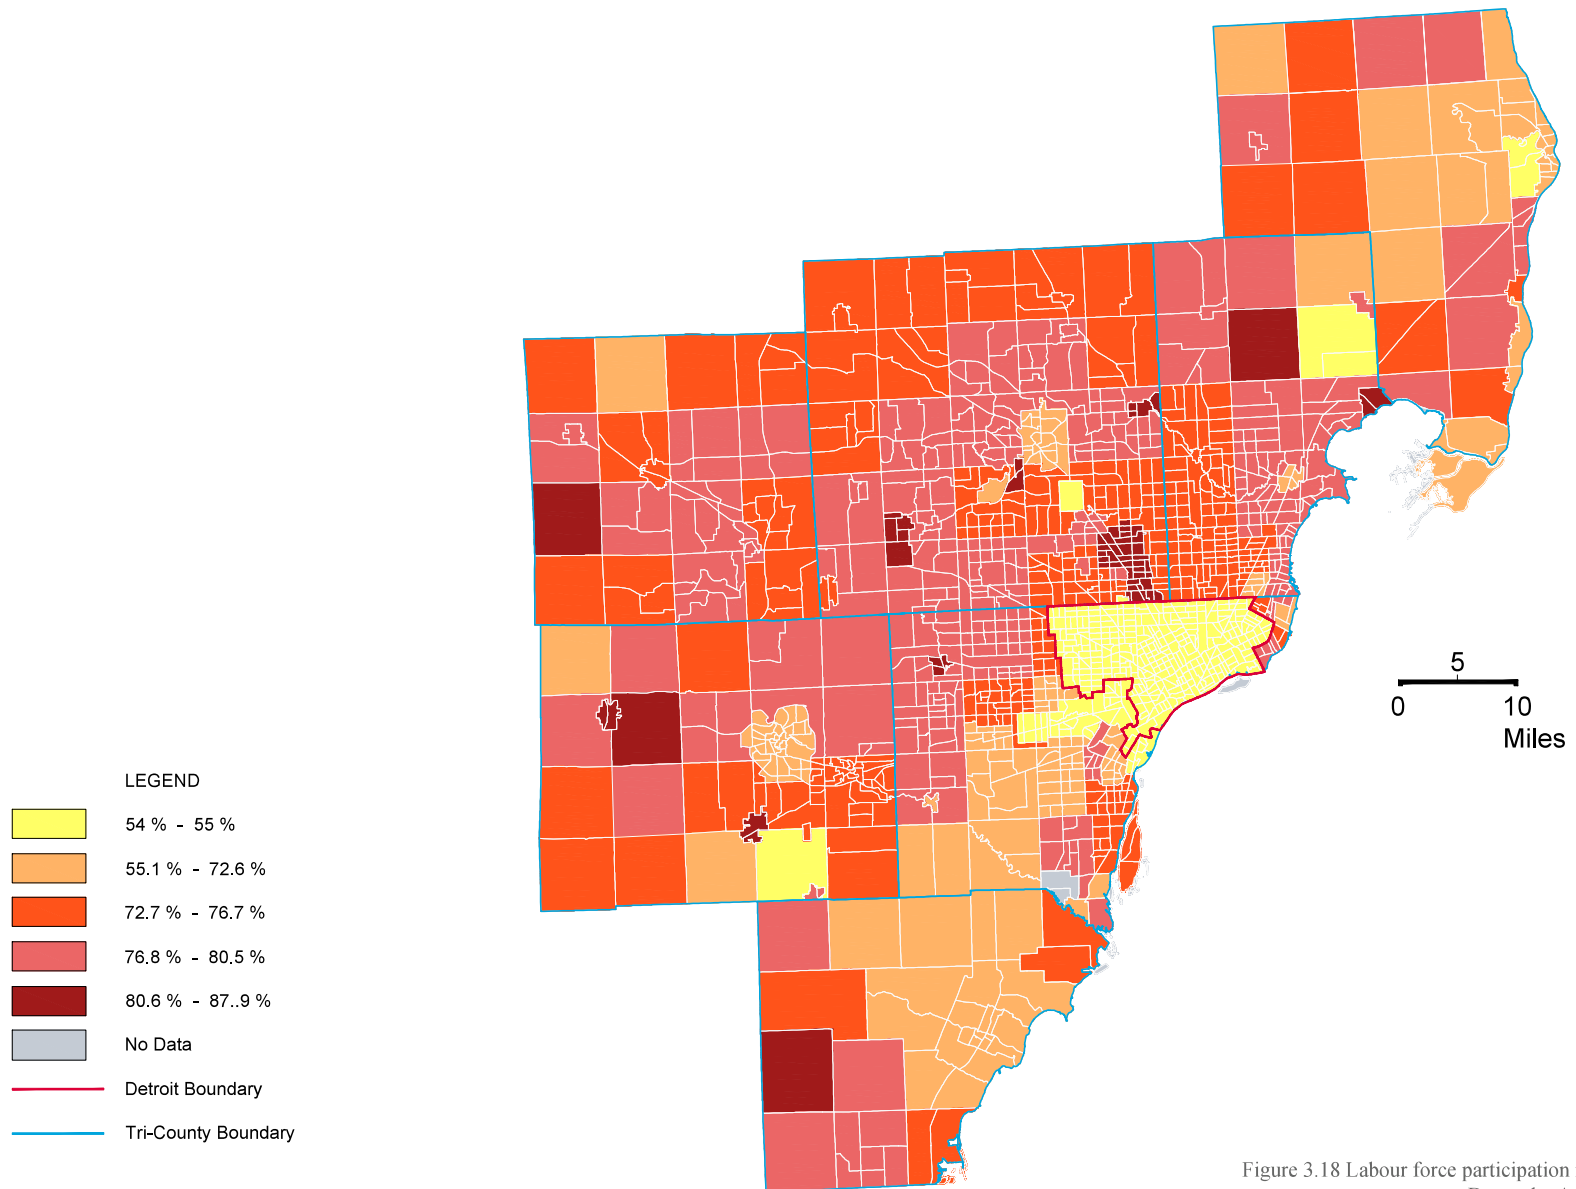 LEGEND
54 % - 55 %
55.1 % - 72.6 %
72.7 % - 76.7 %
76.8 % - 80.5 %
80.6 % - 87..9 %
No Data
Detroit Boundary
Tri-County Boundary
5
0 10
Miles
Figure 3.18 Labour force participation